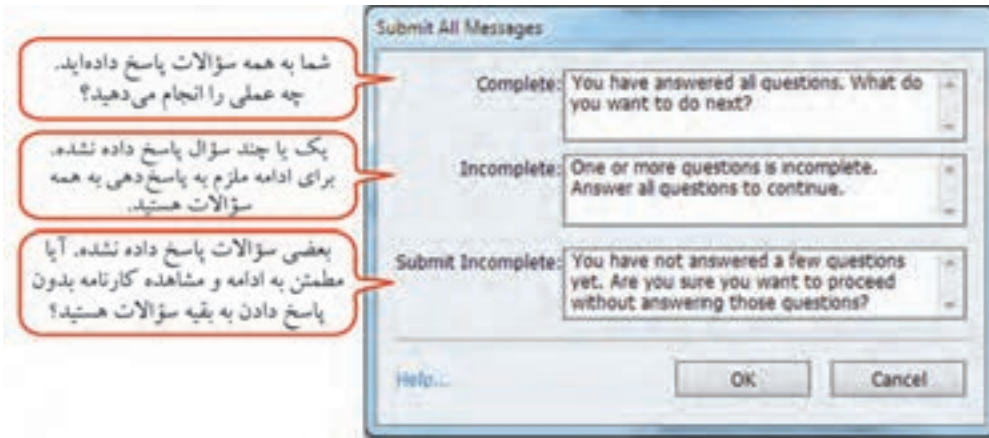 Submit All Messages
شما به همه سؤالات پاسخ داده‌اید.
چه عملی را انجام می‌دهید؟
Complete: You have answered all questions. What do
you want to do next?
یک یا چند سؤال پاسخ داده نشده.
برای ادامه ملزم به پاسخ‌دهی به همه
سؤالات هستید.
Incomplete: One or more questions is incomplete.
Answer all questions to continue.
بعضی سؤالات پاسخ داده نشده. آیا
مطمئن به ادامه و مشاهده کارنامه بدون
پاسخ دادن به بقیه سؤالات هستید؟
Submit Incomplete: You have not answered a few questions
yet. Are you sure you want to proceed
without answering those questions?
Help...
OK
Cancel